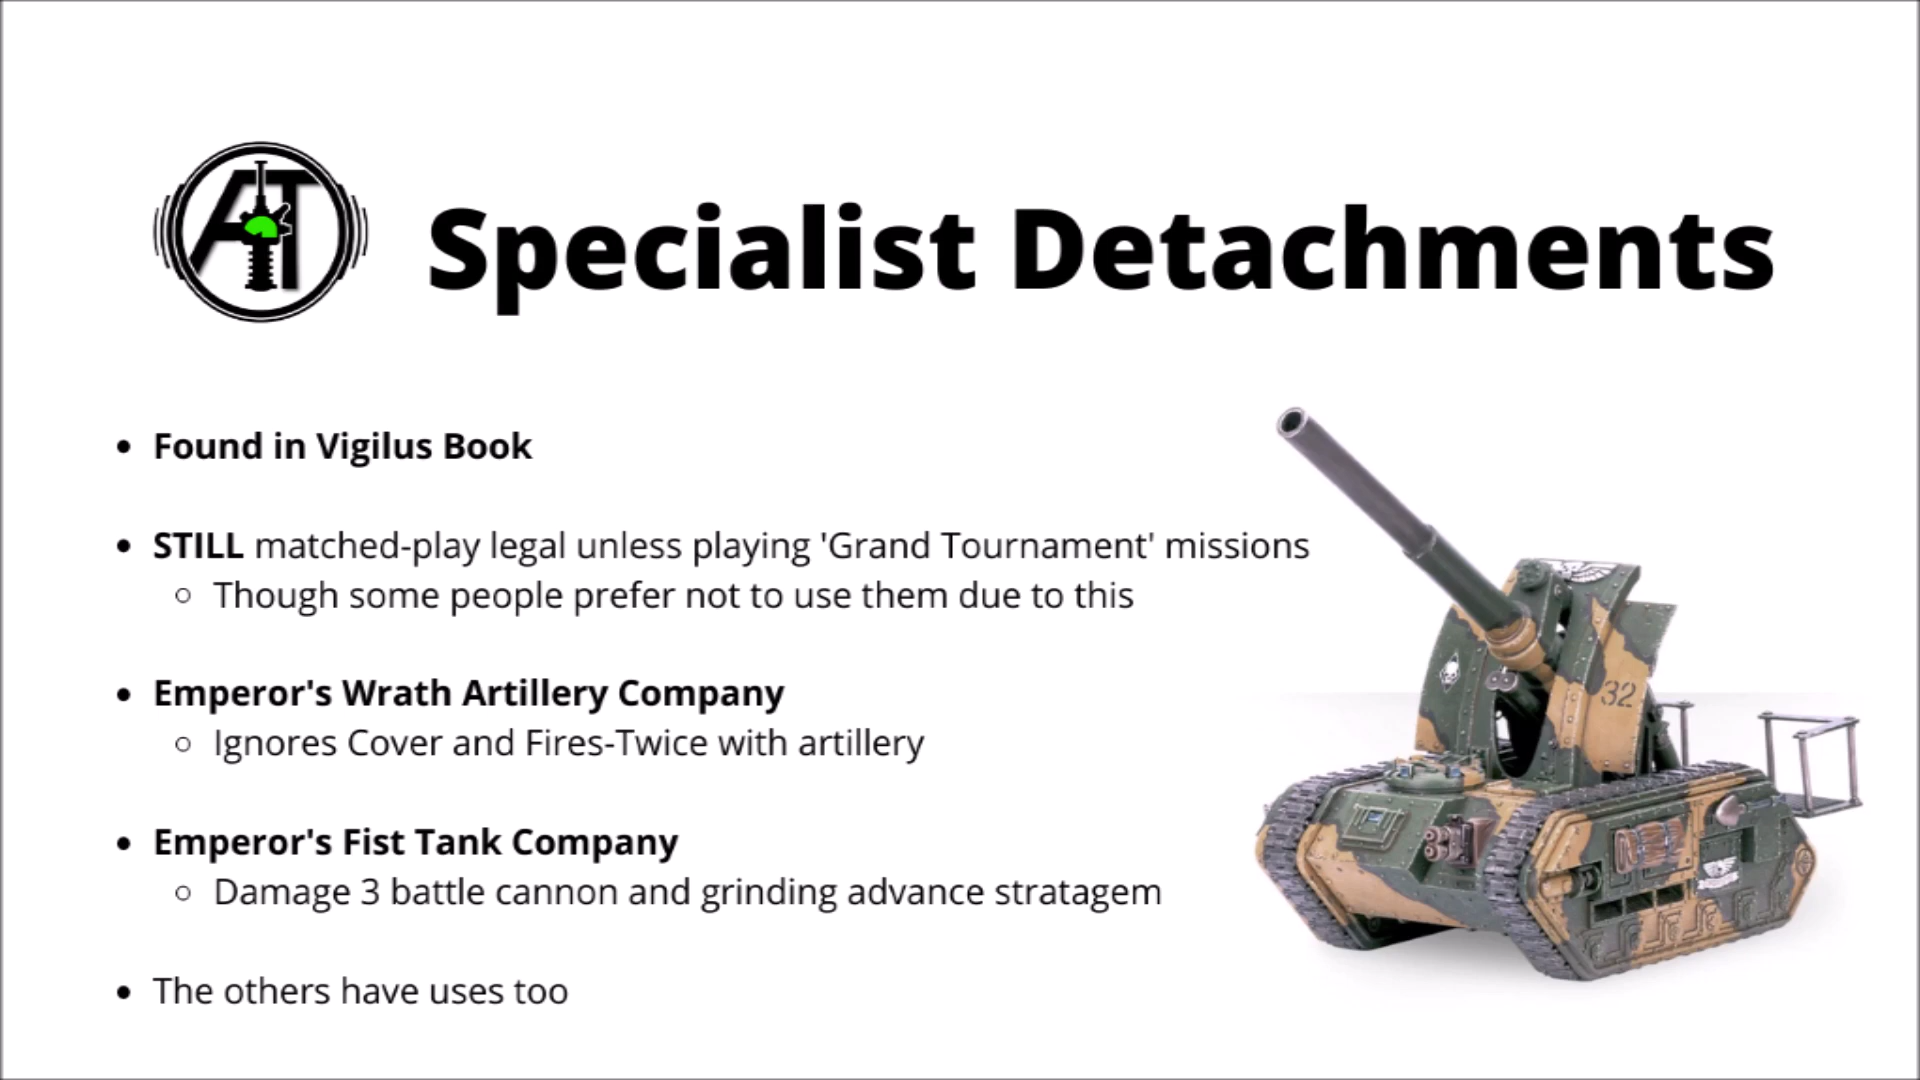 AT
Specialist Detachments
• Found in Vigilus Book
• STILL matched-play legal unless playing 'Grand Tournament' missions
○ Though some people prefer not to use them due to this
• Emperor's Wrath Artillery Company
○ Ignores Cover and Fires-Twice with artillery
• Emperor's Fist Tank Company
○ Damage 3 battle cannon and grinding advance stratagem
• The others have uses too
32